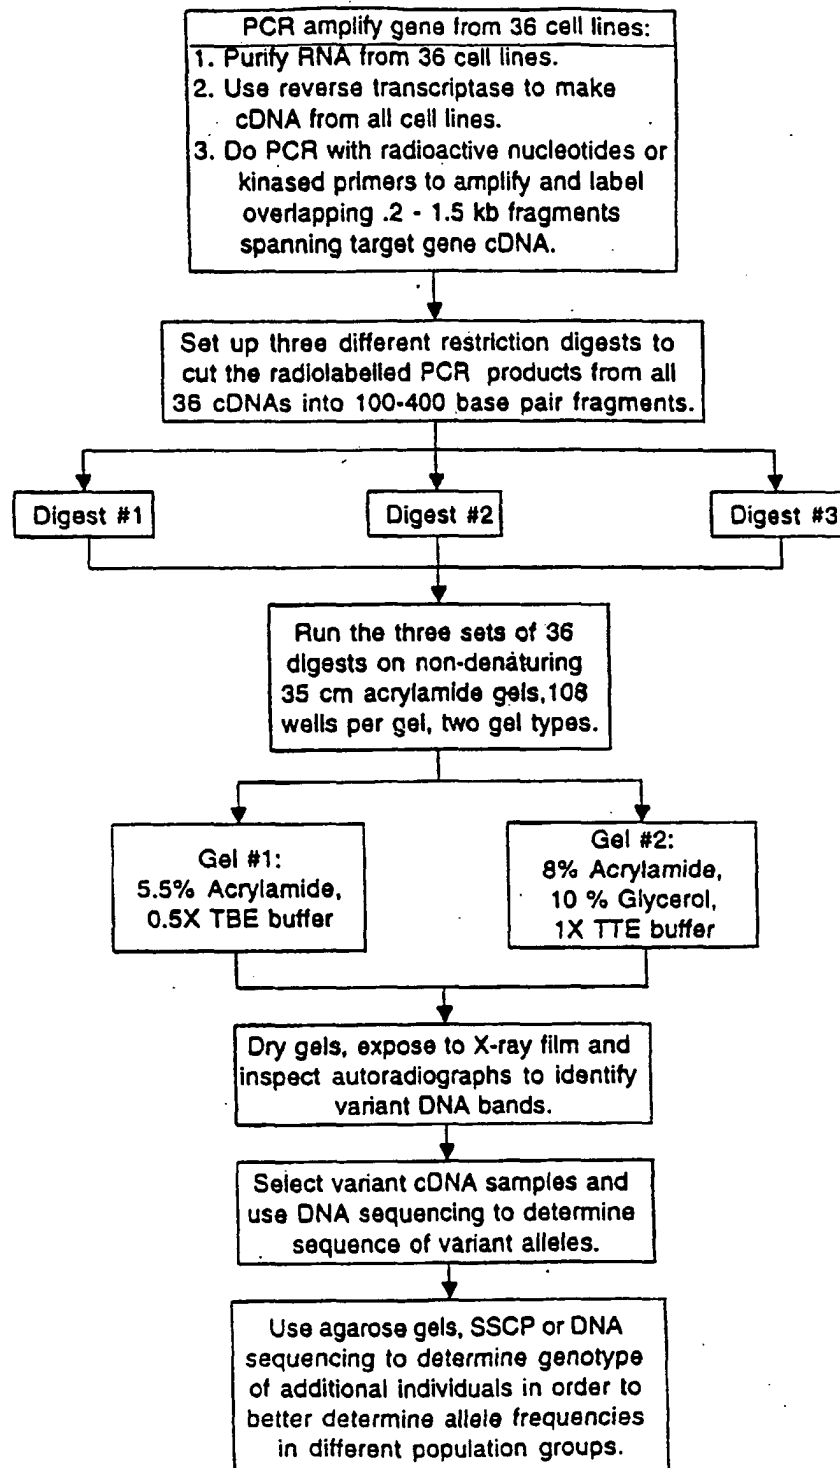 PCR amplify gene from 36 cell lines:
1. Purify RNA from 36 cell lines.
2. Use reverse transcriptase to make
cDNA from all cell lines.
3. Do PCR with radioactive nucleotides or
kinased primers to amplify and label
overlapping .2 - 1.5 kb fragments
spanning target gene cDNA.
Set up three different restriction digests to
cut the radiolabelled PCR products from all
36 cDNAs into 100-400 base pair fragments.
Digest #1
Digest #2
Digest #3
Run the three sets of 36
digests on non-denaturing
35 cm acrylamide gels,108
wells per gel, two gel types.
Gel #1:
5.5% Acrylamide,
0.5X TBE buffer
Gel #2:
8% Acrylamide,
10 % Glycerol,
1X TTE buffer
Dry gels, expose to X-ray film and
inspect autoradiographs to identify
variant DNA bands.
Select variant cDNA samples and
use DNA sequencing to determine
sequence of variant alleles.
Use agarose gels, SSCP or DNA
sequencing to determine genotype
of additional individuals in order to
better determine allele frequencies
in different population groups.